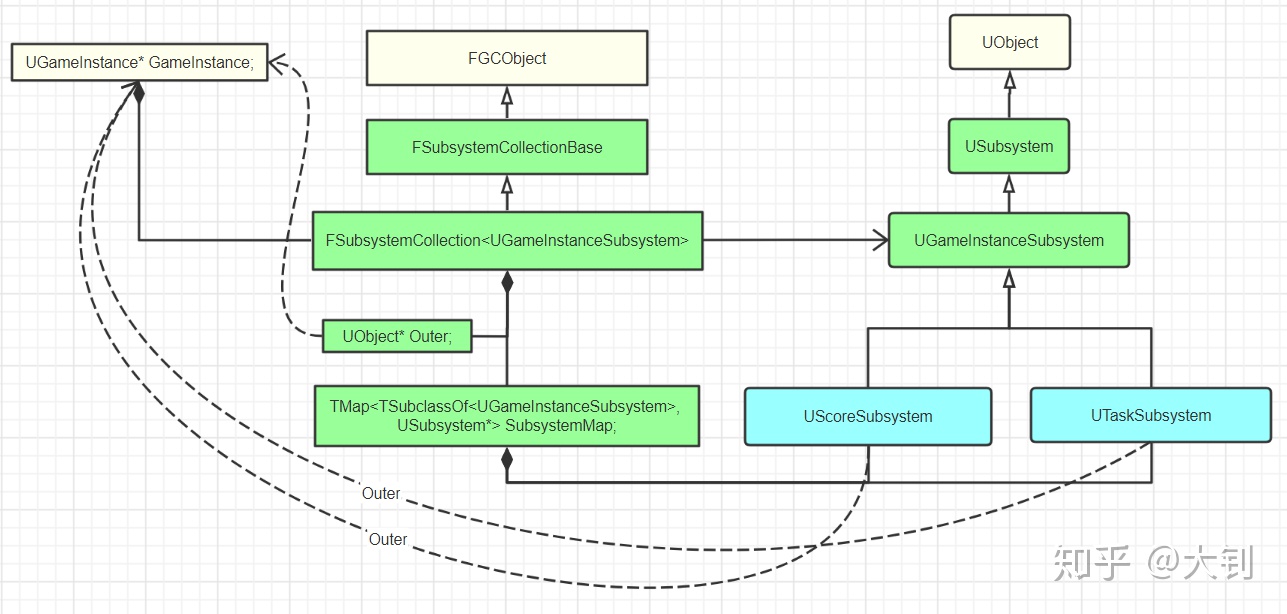 UObject
UGameInstance* GameInstance;
FGCObject
FSubsystemCollectionBase
USubsystem
FSubsystemCollection<UGameInstanceSubsystem>
UGameInstanceSubsystem
UObject* Outer;
TMap<TSubclassOf<UGameInstanceSubsystem>,
USubsystem*> SubsystemMap;
UScoreSubsystem
UTaskSubsystem
Outer
Outer
知乎 @大钊